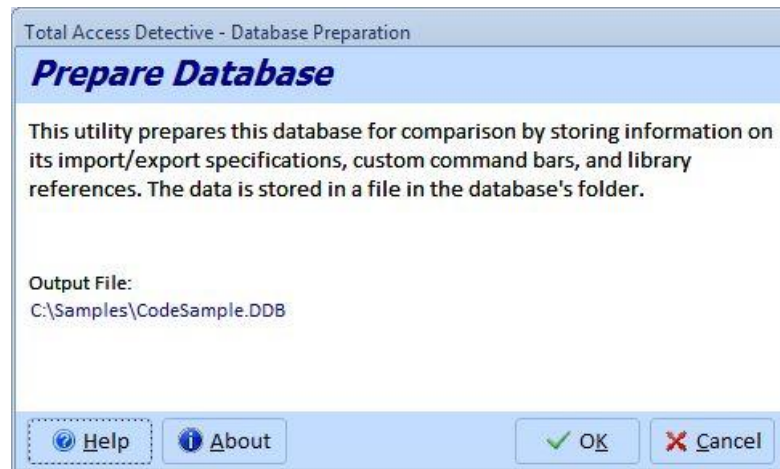 Total Access Detective - Database Preparation
Prepare Database
This utility prepares this database for comparison by storing information on
its import/export specifications, custom command bars, and library
references. The data is stored in a file in the database's folder.
Output File:
C:\Samples\CodeSample.DDB
Help About OK Cancel